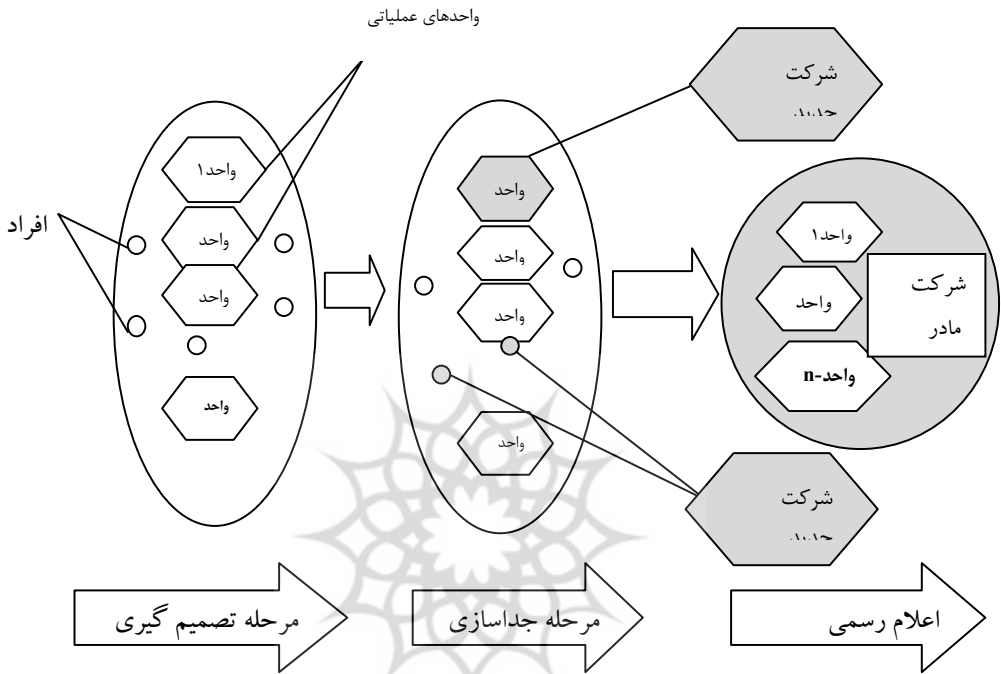 واحدهای عملیاتی
افراد
واحد۱
واحد
واحد
واحد
واحد
واحد
واحد
واحد
شرکت
واحد۱
واحد
واحد-n
شرکت
مادر
شرکت
مرحله تصمیم گیری
مرحله جداسازی
اعلام رسمی